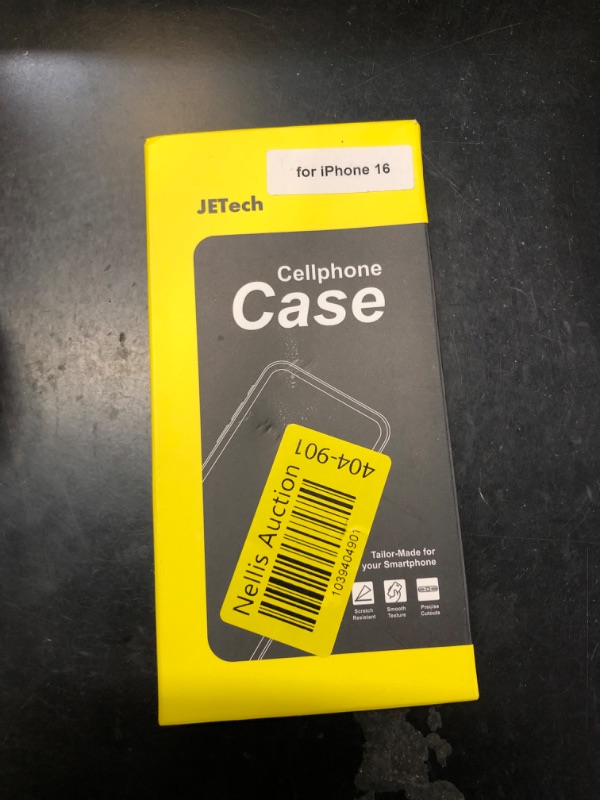 for iPhone 16
JETech
Cellphone
Case
404-901
Nellis Auction
1039404901
Tailor-Made for
your Smartphone
Scratch
Resistant
Smooth
Texture
Precise
Cutouts